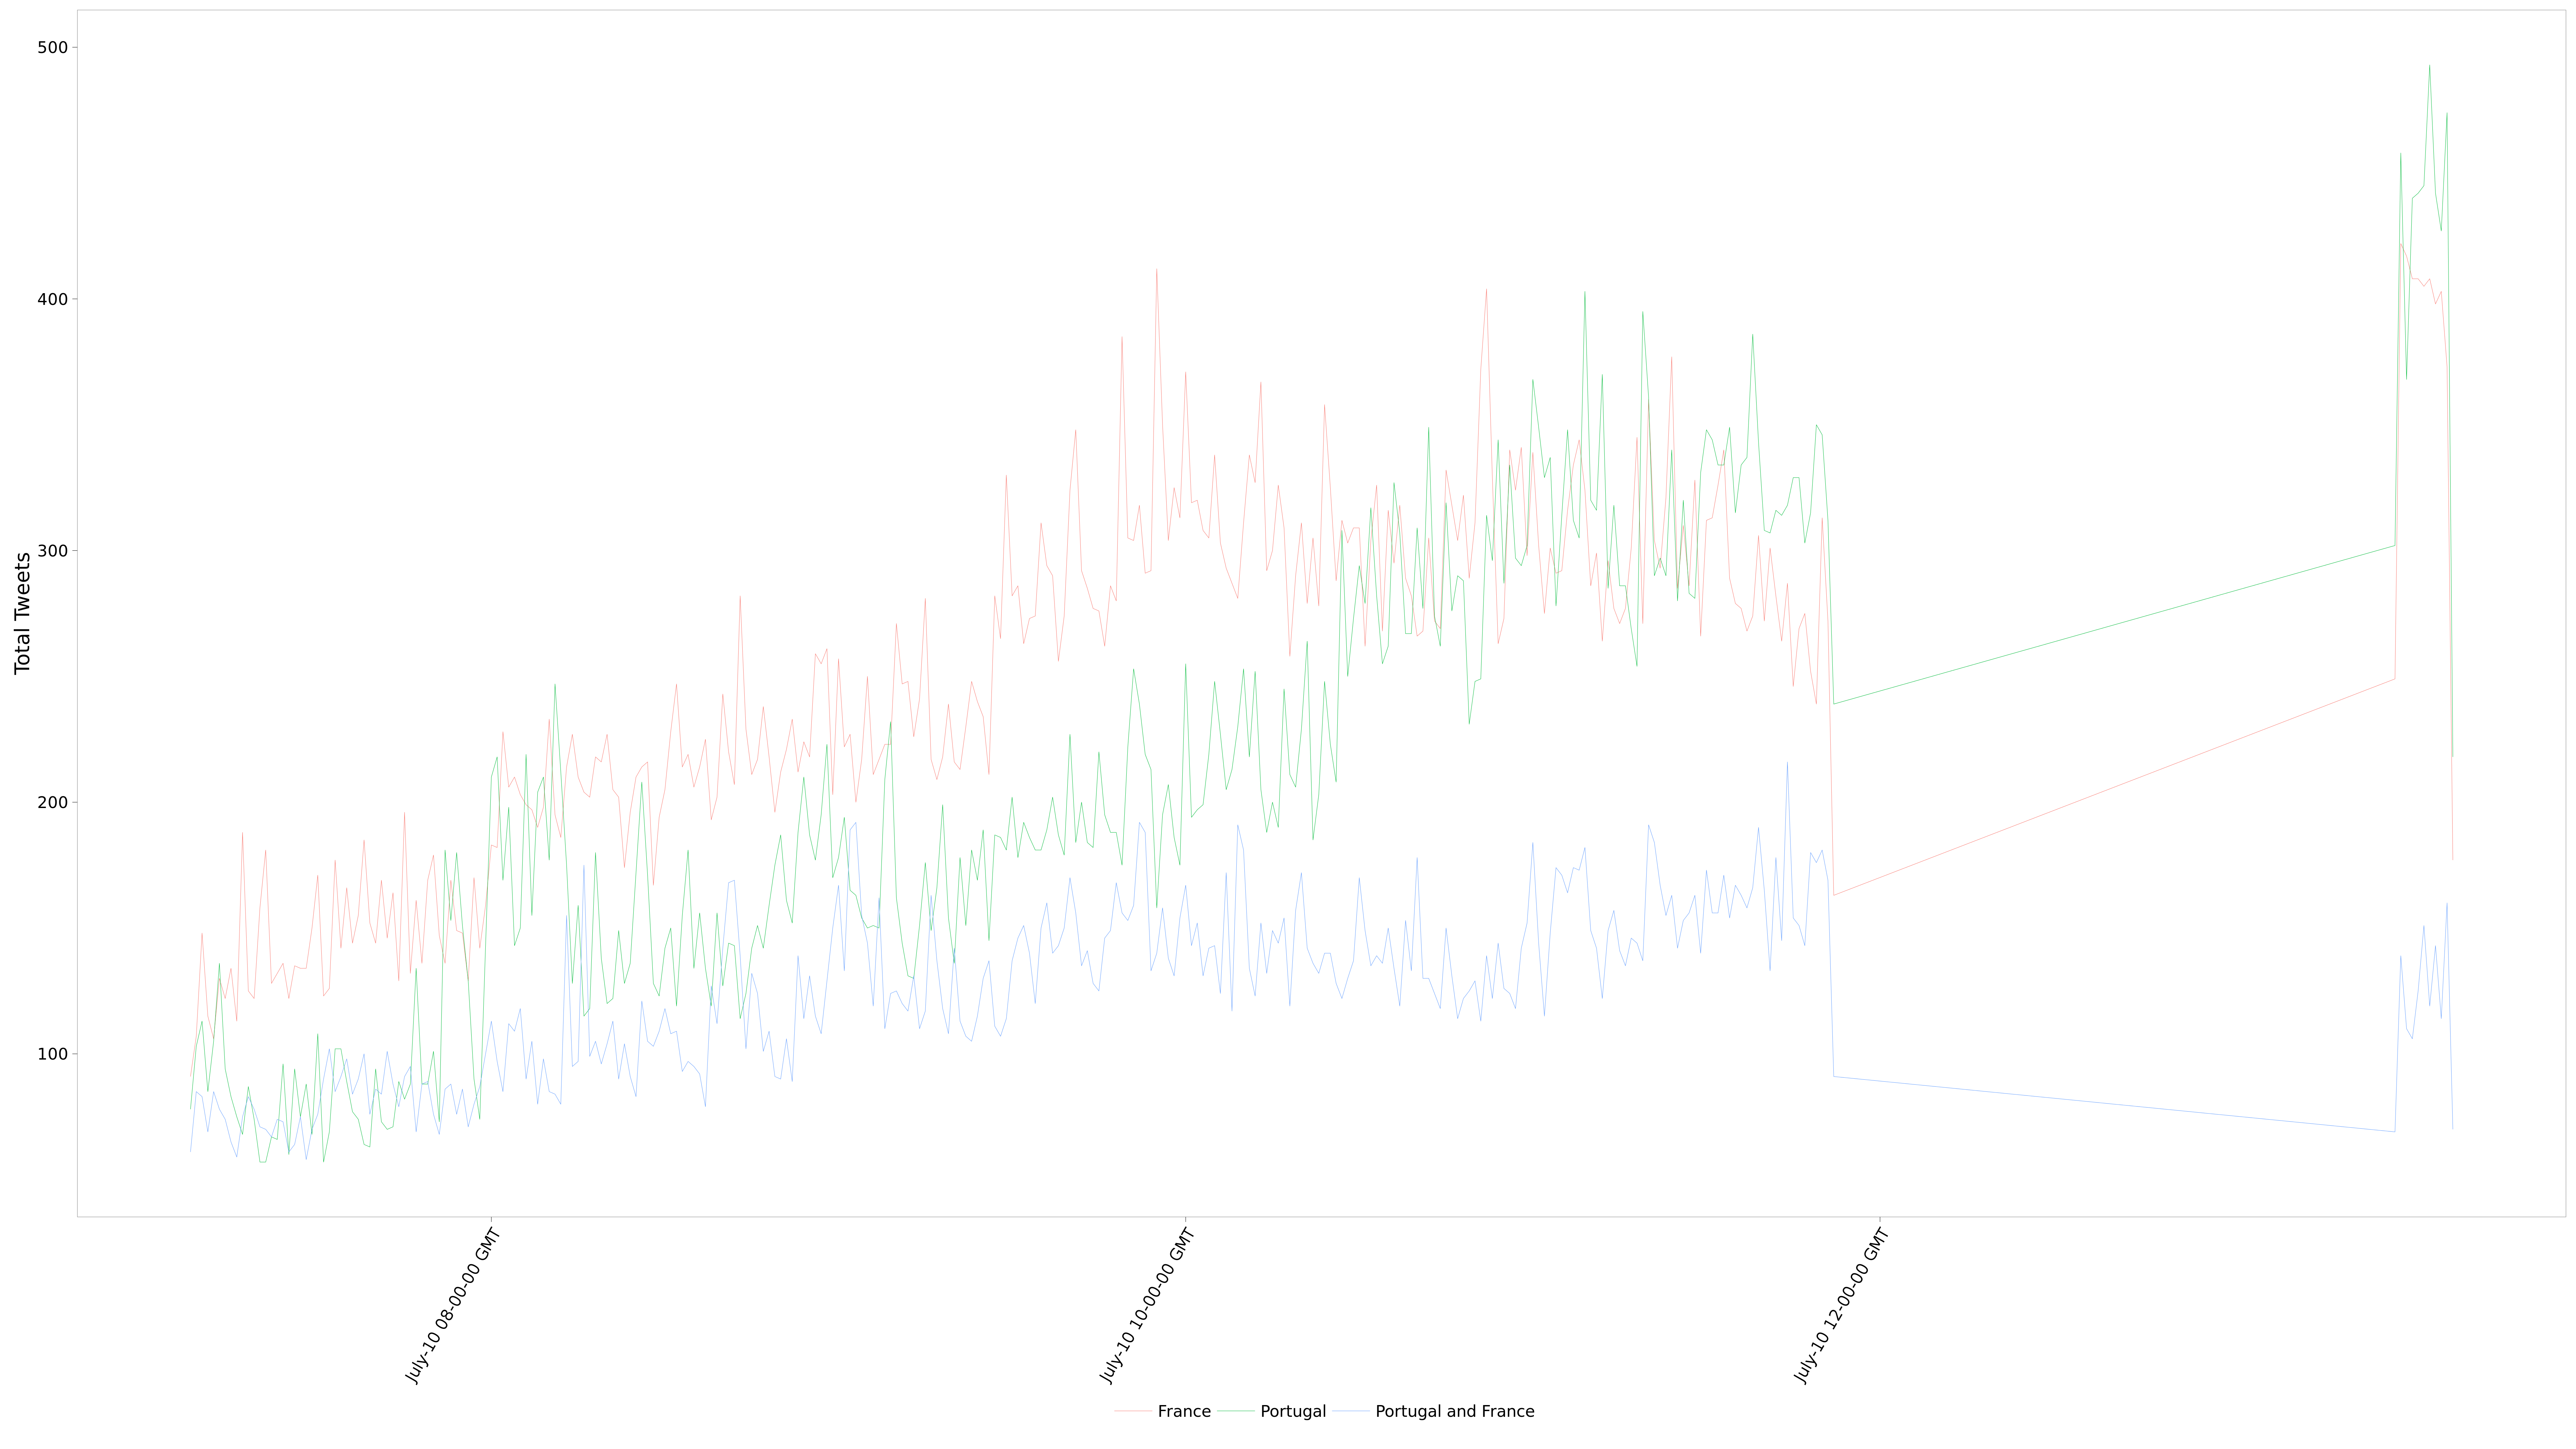 500
400
300
200
100
Total Tweets
July-10 08-00-00 GMT
July-10 10-00-00 GMT
July-10 12-00-00 GMT
France Portugal Portugal and France